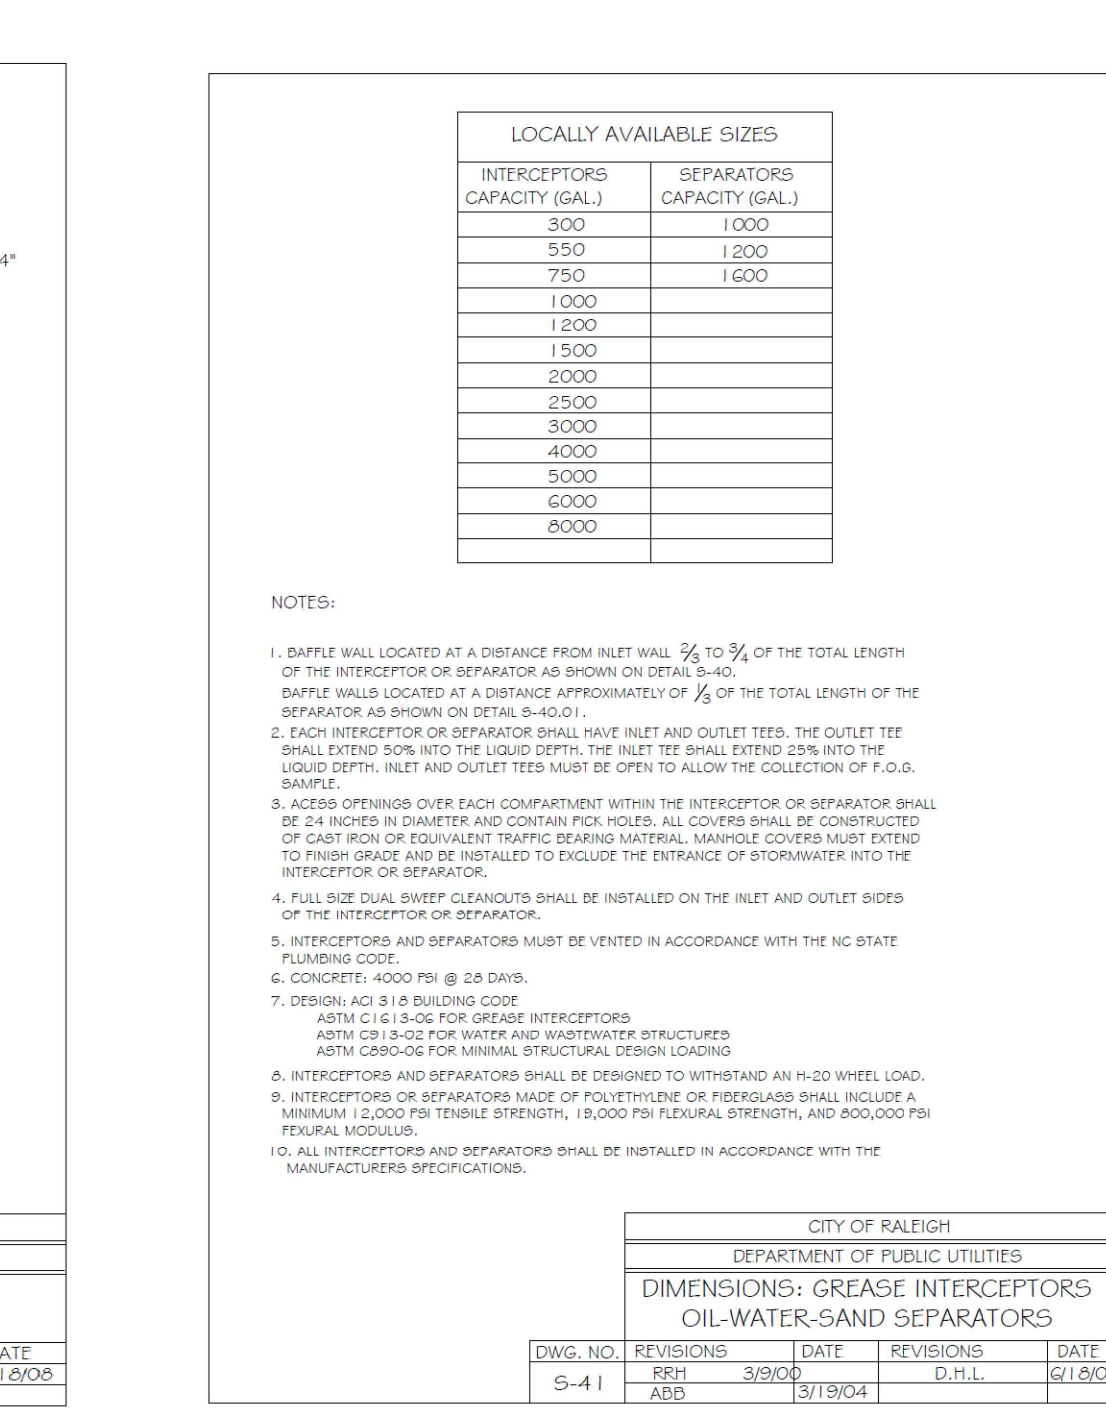 4"
ATE
18/08
LOCALLY AVAILABLE SIZES
INTERCEPTORS SEPARATORS
CAPACITY (GAL.) CAPACITY (GAL.)
300 1000
550 1200
750 1600
1000
1200
1500
2000
2500
3000
4000
5000
6000
8000
NOTES:
1. BAFFLE WALL LOCATED AT A DISTANCE FROM INLET WALL 2/3 TO 3/4 OF THE TOTAL LENGTH
OF THE INTERCEPTOR OR SEPARATOR AS SHOWN ON DETAIL S-40.
BAFFLE WALLS LOCATED AT A DISTANCE APPROXIMATELY OF 1/3 OF THE TOTAL LENGTH OF THE
SEPARATOR AS SHOWN ON DETAIL S-40.01.
2. EACH INTERCEPTOR OR SEPARATOR SHALL HAVE INLET AND OUTLET TEES. THE OUTLET TEE
SHALL EXTEND 50% INTO THE LIQUID DEPTH. THE INLET TEE SHALL EXTEND 25% INTO THE
LIQUID DEPTH. INLET AND OUTLET TEES MUST BE OPEN TO ALLOW THE COLLECTION OF F.O.G.
SAMPLE.
3. ACESS OPENINGS OVER EACH COMPARTMENT WITHIN THE INTERCEPTOR OR SEPARATOR SHALL
BE 24 INCHES IN DIAMETER AND CONTAIN PICK HOLES. ALL COVERS SHALL BE CONSTRUCTED
OF CAST IRON OR EQUIVALENT TRAFFIC BEARING MATERIAL. MANHOLE COVERS MUST EXTEND
TO FINISH GRADE AND BE INSTALLED TO EXCLUDE THE ENTRANCE OF STORMWATER INTO THE
INTERCEPTOR OR SEPARATOR.
4. FULL SIZE DUAL SWEEP CLEANOUTS SHALL BE INSTALLED ON THE INLET AND OUTLET SIDES
OF THE INTERCEPTOR OR SEPARATOR.
5. INTERCEPTORS AND SEPARATORS MUST BE VENTED IN ACCORDANCE WITH THE NC STATE
PLUMBING CODE.
6. CONCRETE: 4000 PSI @ 28 DAYS.
7. DESIGN: ACI 318 BUILDING CODE
ASTM C1613-06 FOR GREASE INTERCEPTORS
ASTM C913-02 FOR WATER AND WASTEWATER STRUCTURES
ASTM C890-06 FOR MINIMAL STRUCTURAL DESIGN LOADING
8. INTERCEPTORS AND SEPARATORS SHALL BE DESIGNED TO WITHSTAND AN H-20 WHEEL LOAD.
9. INTERCEPTORS OR SEPARATORS MADE OF POLYETHYLENE OR FIBERGLASS SHALL INCLUDE A
MINIMUM 12,000 PSI TENSILE STRENGTH, 19,000 PSI FLEXURAL STRENGTH, AND 800,000 PSI
FEXURAL MODULUS.
10. ALL INTERCEPTORS AND SEPARATORS SHALL BE INSTALLED IN ACCORDANCE WITH THE
MANUFACTURERS SPECIFICATIONS.
CITY OF RALEIGH
DEPARTMENT OF PUBLIC UTILITIES
DIMENSIONS: GREASE INTERCEPTORS
OIL-WATER-SAND SEPARATORS
DWG. NO. REVISIONS DATE REVISIONS DATE
S-41 RRH 3/9/00 D.H.L. 6/18/0
ABB 3/19/04